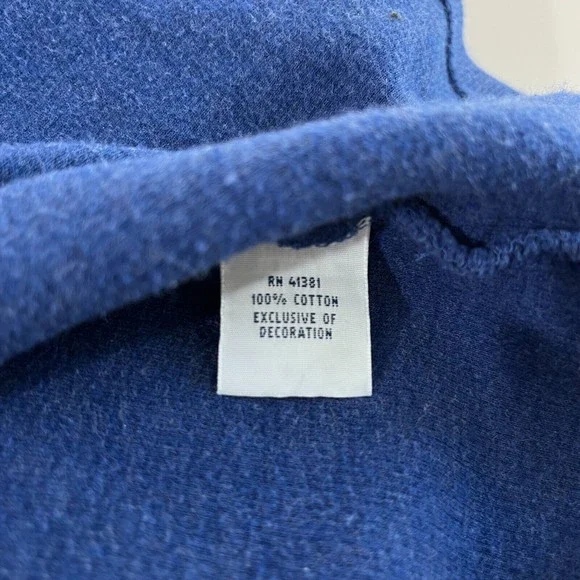 RN 41381
100% COTTON
EXCLUSIVE OF
DECORATION